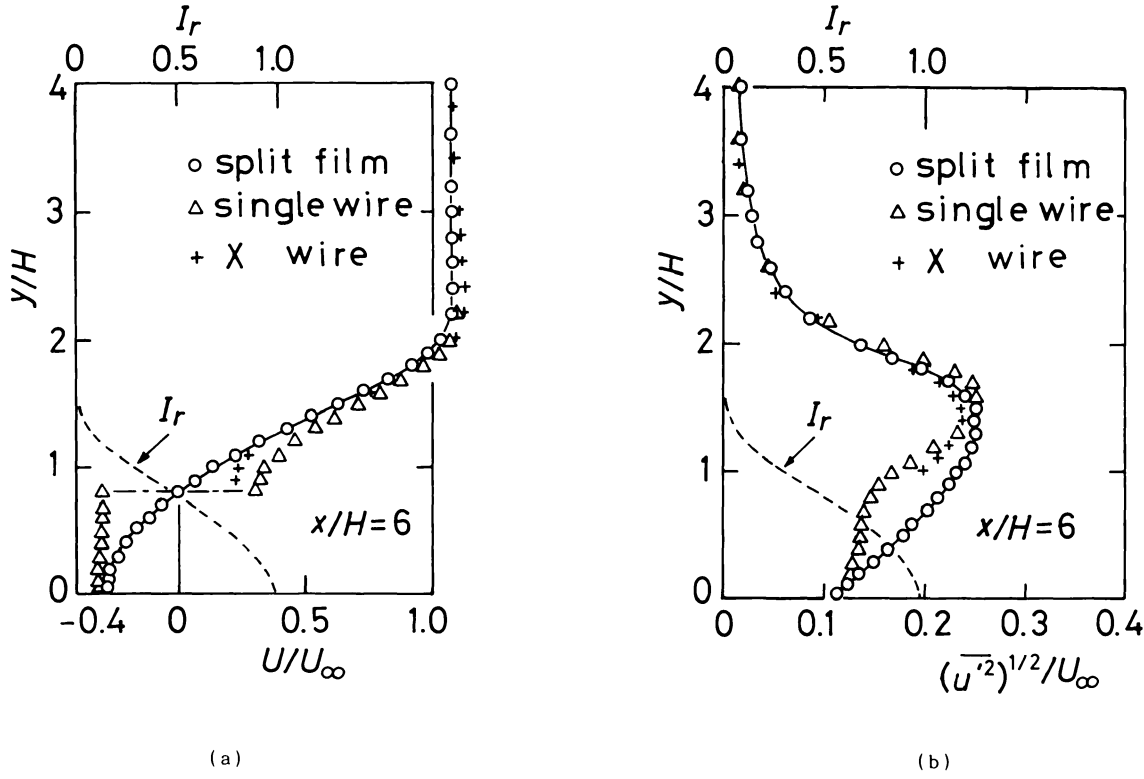 I_r
0 0.5 1.0
4
3
2
1
0
y/H
○ split film
△ single wire
+ X wire
I_r
x/H=6
-0.4 0 0.5 1.0
U/U∞
(a)
I_r
0 0.5 1.0
4
3
2
1
0
y/H
○ split film
△ single wire
+ X wire
I_r
x/H=6
0 0.1 0.2 0.3 0.4
(u'²)^1/2/U∞
(b)